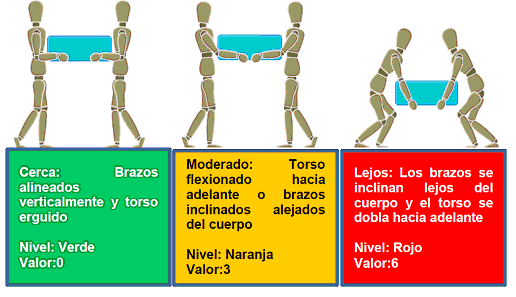 Cerca: Brazos
alineados
verticalmente y torso
erguido
Nivel: Verde
Valor:0
Moderado: Torso
flexionado hacia
adelante o brazos
inclinados alejados
del cuerpo
Nivel: Naranja
Valor:3
Lejos: Los brazos se
inclinan lejos del
cuerpo y el torso se
dobla hacia adelante
Nivel: Rojo
Valor:6